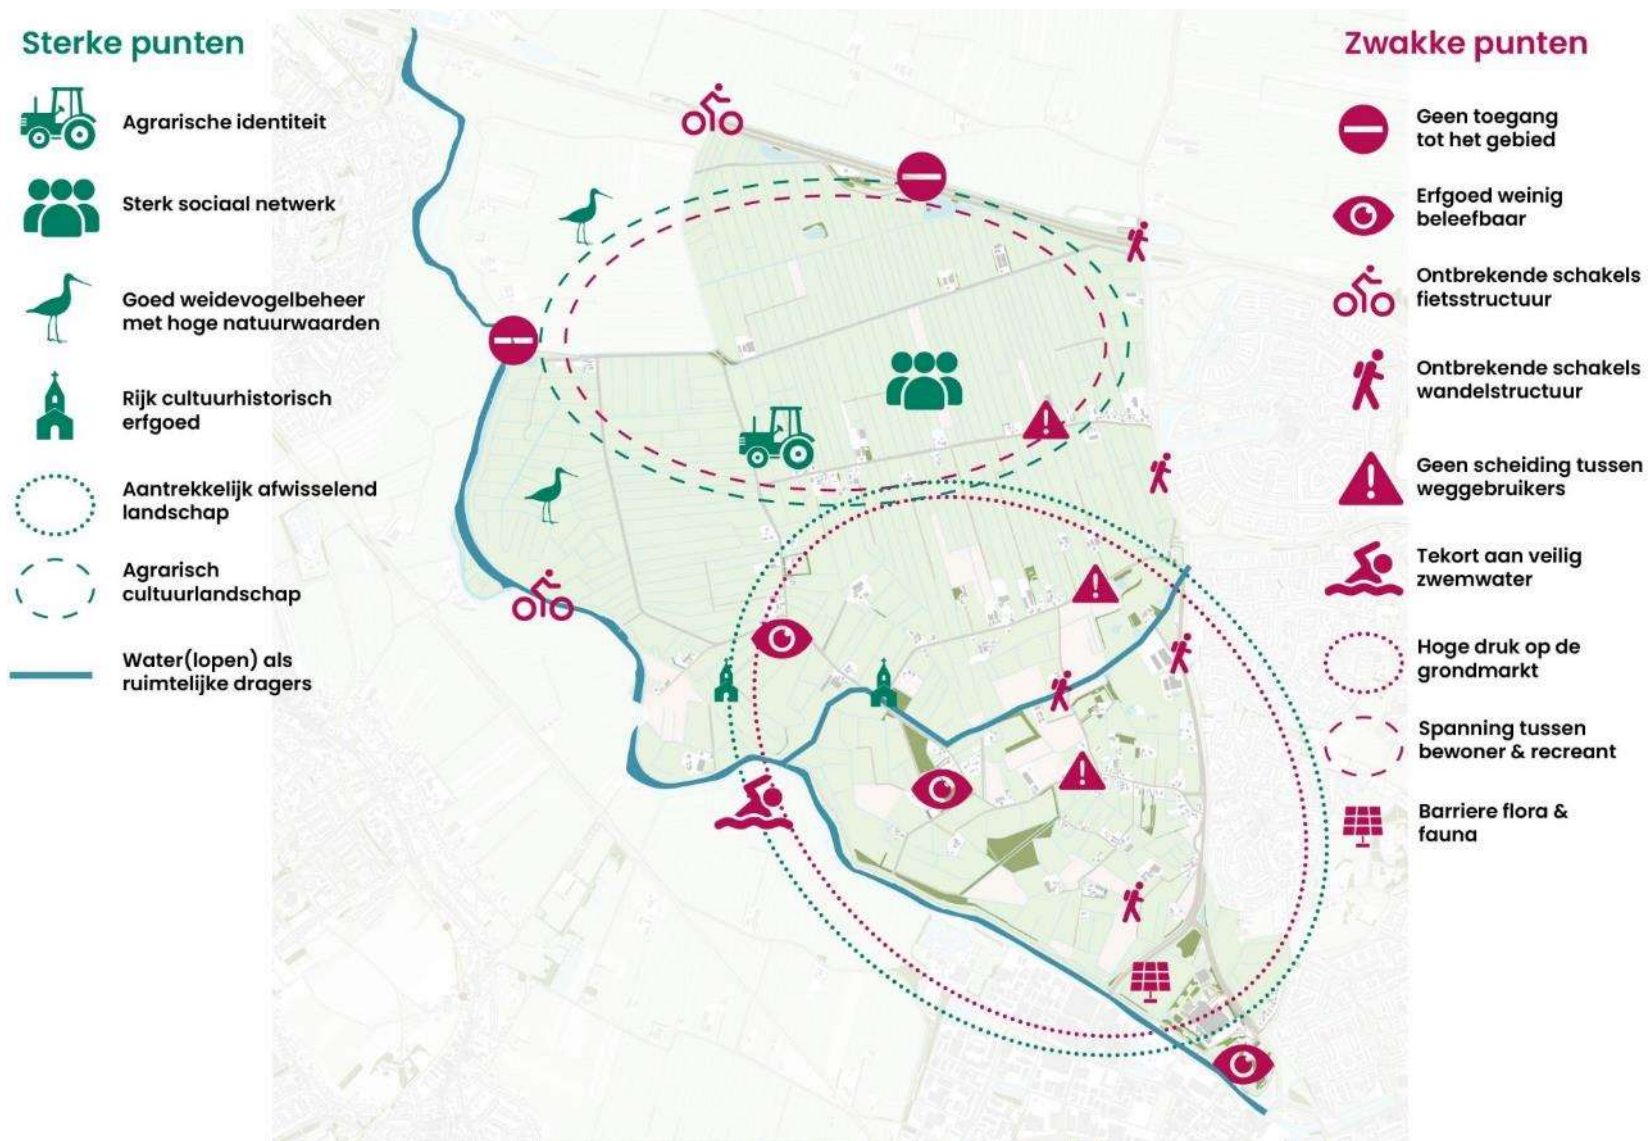 Sterke punten
Agrarische identiteit
Sterk sociaal netwerk
Goed weidevogelbeheer
met hoge natuurwaarden
Rijk cultuurhistorisch
erfgoed
Aantrekkelijk afwisselend
landschap
Agrarisch
cultuurlandschap
Water(lopen) als
ruimtelijke dragers
Zwakke punten
Geen toegang
tot het gebied
Erfgoed weinig
beleefbaar
Ontbrekende schakels
fietsstructuur
Ontbrekende schakels
wandelstructuur
Geen scheiding tussen
weggebruikers
Tekort aan veilig
zwemwater
Hoge druk op de
grondmarkt
Spanning tussen
bewoner & recreant
Barriere flora &
fauna